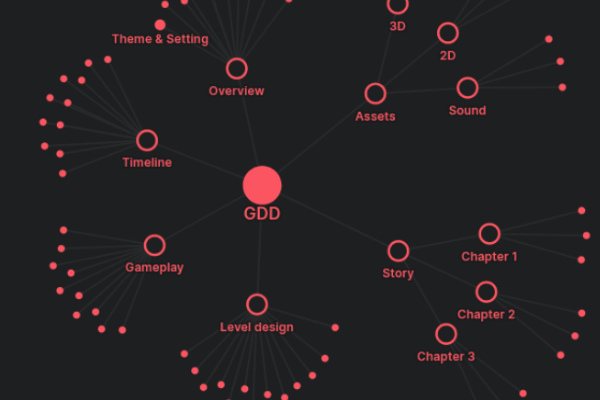 3D
Theme & Setting
2D
Overview
Sound
Assets
Timeline
GDD
Chapter 1
Gameplay
Story
Chapter 2
Level design
Chapter 3